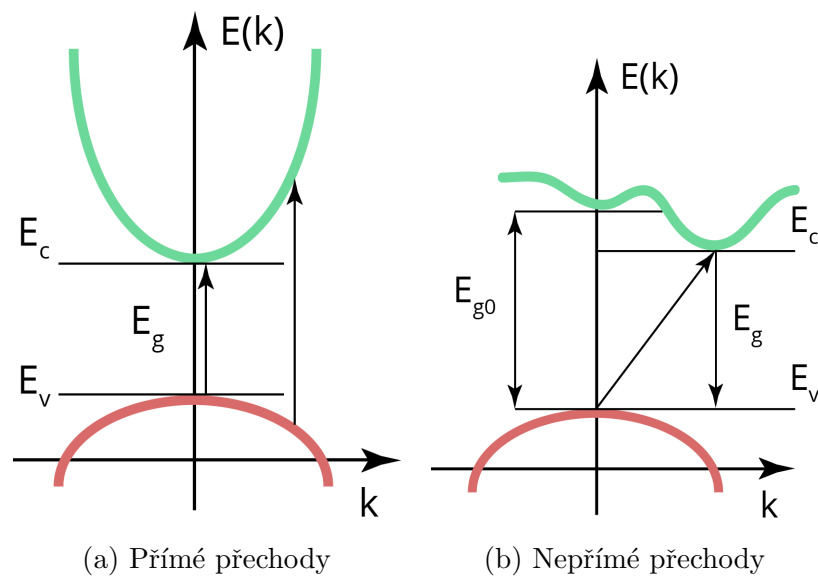 E(k)
E_c
E_g
E_v
k
(a) Přímé přechody
E(k)
E_c
E_g0
E_g
E_v
k
(b) Nepřímé přechody